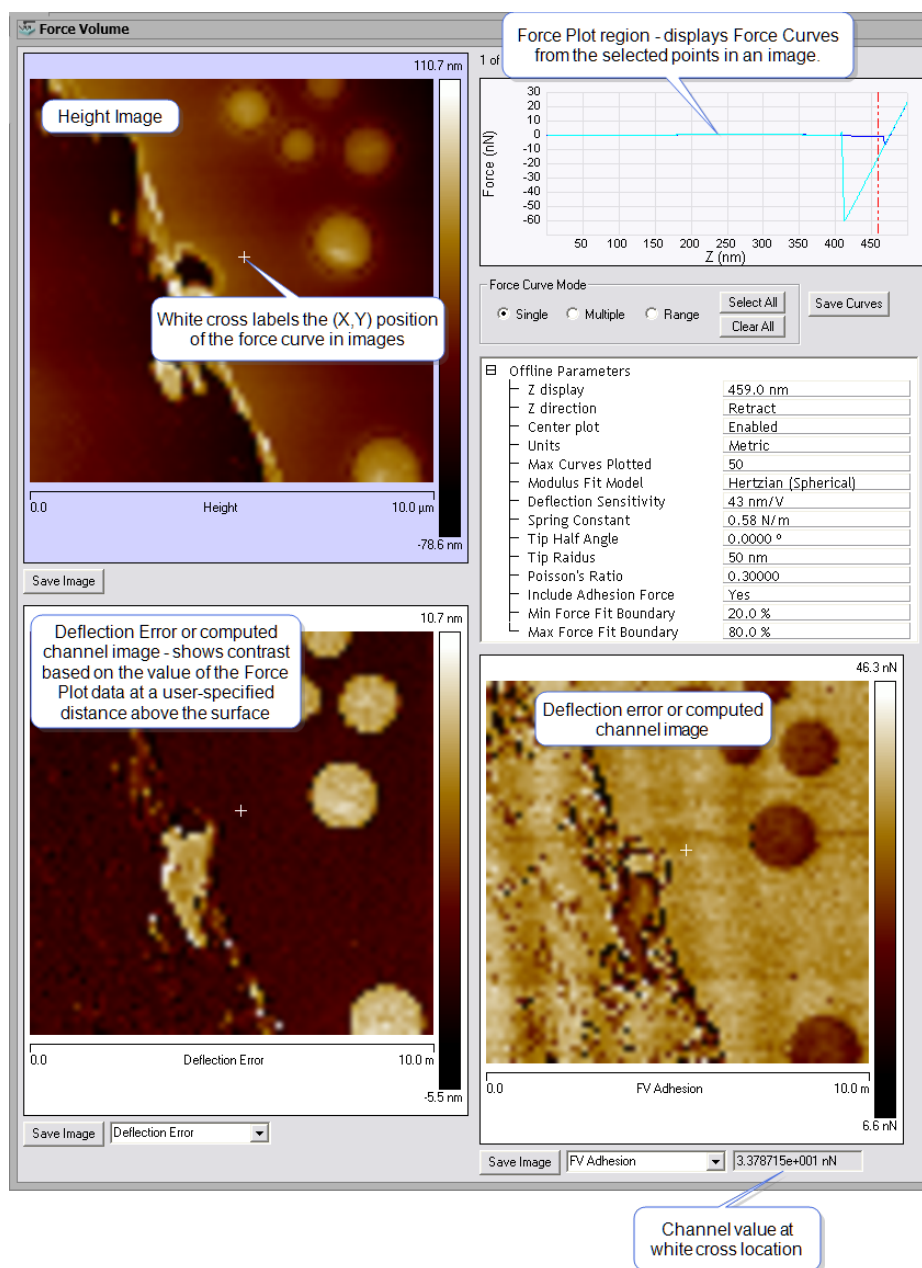 Force Volume
Force Plot region - displays Force Curves
from the selected points in an image.
110.7 nm
Height Image
White cross labels the (X,Y) position
of the force curve in images
0.0 Height 10.0 µm
-78.6 nm
Save Image
1 of
30
20
10
0
-10
-20
-30
-40
-50
-60
Force (nN)
50 100 150 200 250 300 350 400 450
Z (nm)
Force Curve Mode
Single Multiple Range
Select All
Clear All
Save Curves
Offline Parameters
Z display 459.0 nm
Z direction Retract
Center plot Enabled
Units Metric
Max Curves Plotted 50
Modulus Fit Model Hertzian (Spherical)
Deflection Sensitivity 43 nm/V
Spring Constant 0.58 N/m
Tip Half Angle 0.0000 º
Tip Raidus 50 nm
Poisson's Ratio 0.30000
Include Adhesion Force Yes
Min Force Fit Boundary 20.0 %
Max Force Fit Boundary 80.0 %
10.7 nm
Deflection Error or computed
channel image - shows contrast
based on the value of the Force
Plot data at a user-specified
distance above the surface
0.0 Deflection Error 10.0 m
-5.5 nm
Save Image Deflection Error
46.3 nN
Deflection error or computed
channel image
0.0 FV Adhesion 10.0 m
6.6 nN
Save Image FV Adhesion 3.378715e+001 nN
Channel value at
white cross location